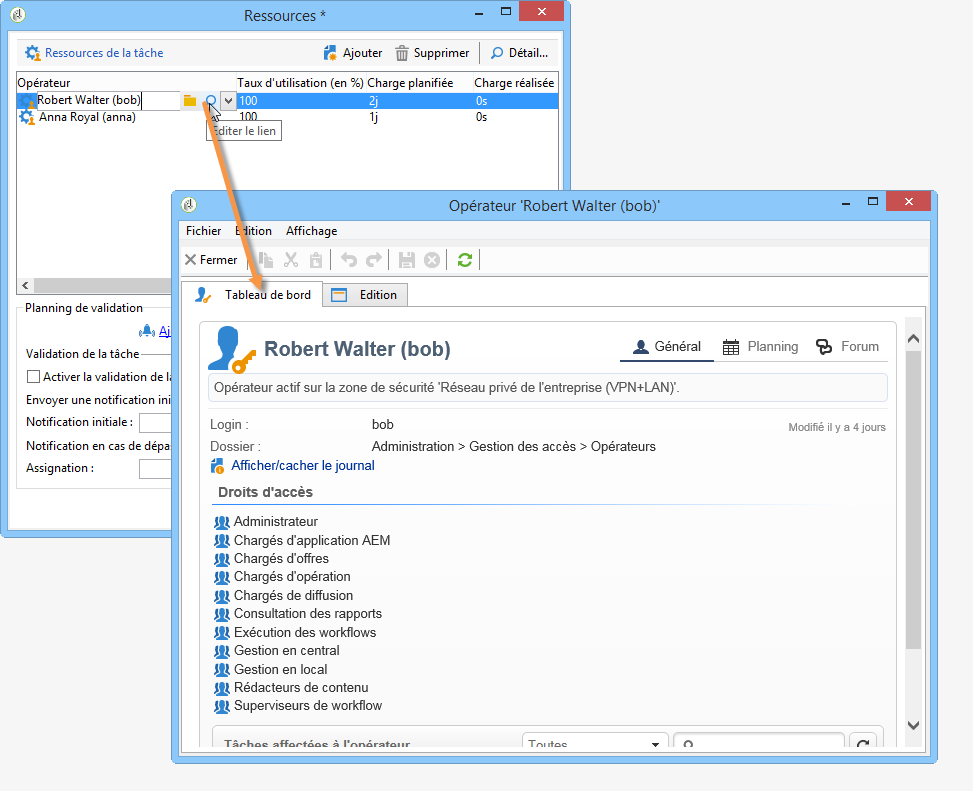 Ressources *
Ressources de la tâche
Ajouter
Supprimer
Détail...
Opérateur Taux d'utilisation (en %) Charge planifiée Charge réalisée
Robert Walter (bob) 100 2j 0s
Anna Royal (anna) 100 1j 0s
Editer le lien
Opérateur 'Robert Walter (bob)'
Fichier Edition Affichage
Fermer
Tableau de bord Edition
Planning de validation
Aj
Validation de la tâche
Activer la validation de la
Envoyer une notification ini
Notification initiale :
Notification en cas de dépas
Assignation :
Robert Walter (bob)
Général Planning Forum
Opérateur actif sur la zone de sécurité 'Réseau privé de l'entreprise (VPN+LAN)'.
Login : bob
Modifié il y a 4 jours
Dossier : Administration > Gestion des accès > Opérateurs
Afficher/cacher le journal
Droits d'accès
Administrateur
Chargés d'application AEM
Chargés d'offres
Chargés d'opération
Chargés de diffusion
Consultation des rapports
Exécution des workflows
Gestion en central
Gestion en local
Rédacteurs de contenu
Superviseurs de workflow
Tâches affectées à l'opérateur
Toutes